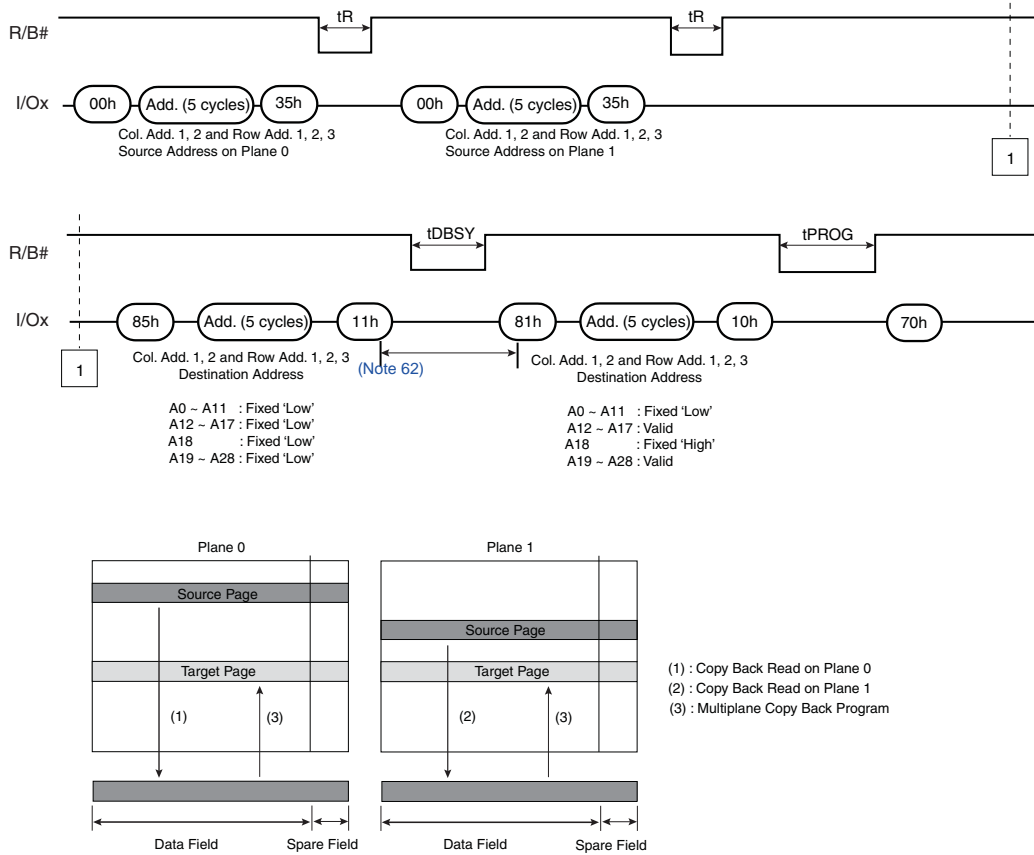 tR
tR
R/B#
I/Ox
00h
Add. (5 cycles)
35h
00h
Add. (5 cycles)
35h
Col. Add. 1, 2 and Row Add. 1, 2, 3
Source Address on Plane 0
Col. Add. 1, 2 and Row Add. 1, 2, 3
Source Address on Plane 1
1
tDBSY
tPROG
R/B#
I/Ox
85h
Add. (5 cycles)
11h
81h
Add. (5 cycles)
10h
70h
1
Col. Add. 1, 2 and Row Add. 1, 2, 3
Destination Address
(Note 62)
Col. Add. 1, 2 and Row Add. 1, 2, 3
Destination Address
A0 ~ A11 : Fixed ‘Low’
A12 ~ A17 : Fixed ‘Low’
A18 : Fixed ‘Low’
A19 ~ A28 : Fixed ‘Low’
A0 ~ A11 : Fixed ‘Low’
A12 ~ A17 : Valid
A18 : Fixed ‘High’
A19 ~ A28 : Valid
Plane 0
Source Page
Target Page
(1)
(3)
Data Field
Spare Field
Plane 1
Source Page
Target Page
(2)
(3)
Data Field
Spare Field
(1) : Copy Back Read on Plane 0
(2) : Copy Back Read on Plane 1
(3) : Multiplane Copy Back Program